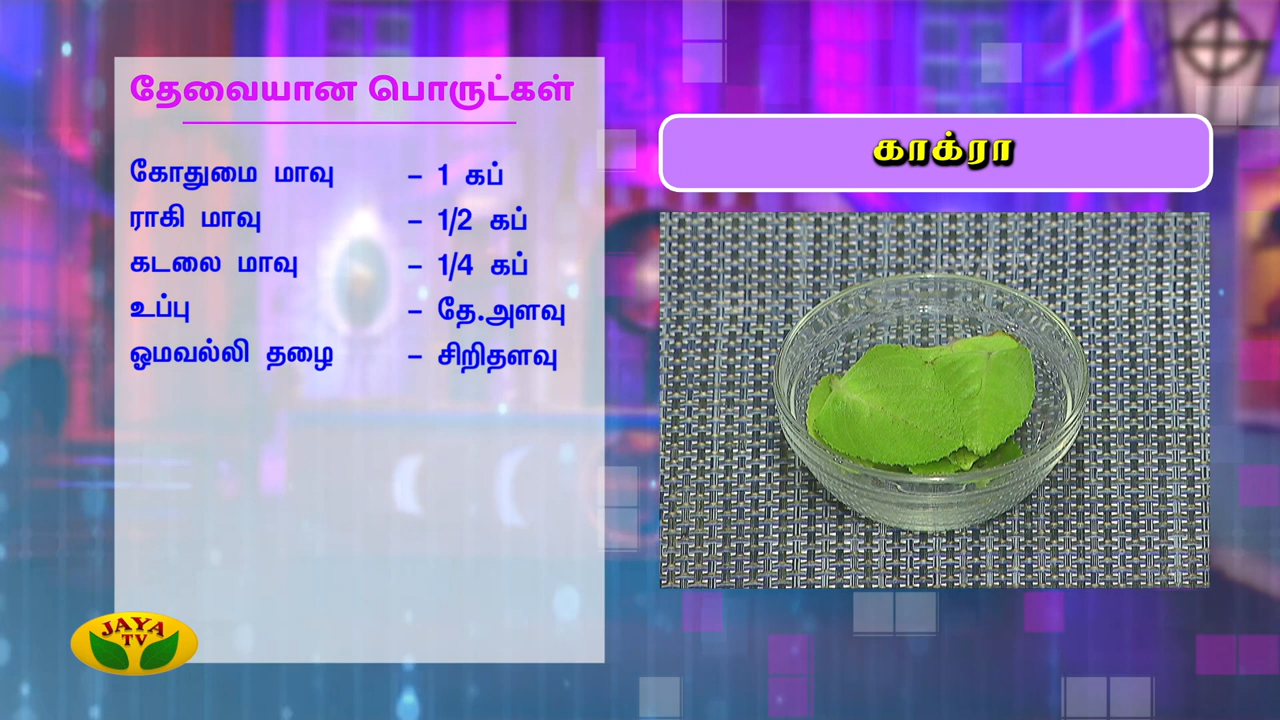 தேவையான பொருட்கள்
கோதுமை மாவு – 1 கப்
ராகி மாவு – 1/2 கப்
கடலை மாவு – 1/4 கப்
உப்பு – தே.அளவு
ஓமவல்லி தழை – சிறிதளவு
காக்ரா
JAYA
TV